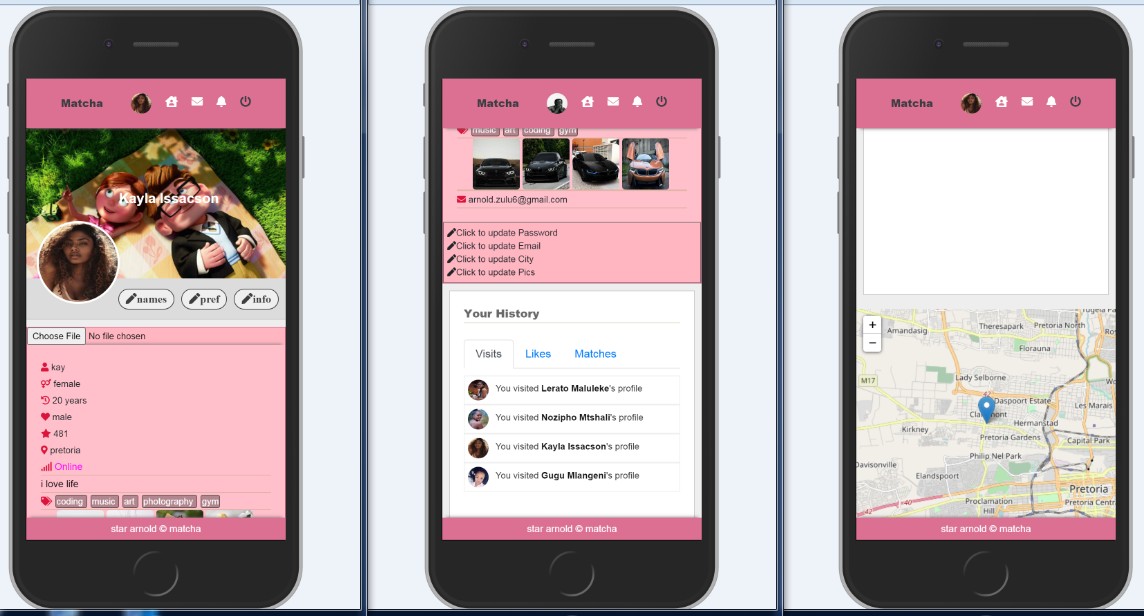 Matcha
Kayla Issacson
names
pref
info
Choose File No file chosen
kay
female
20 years
male
481
pretoria
Online
i love life
coding music art photography gym
star arnold © matcha
Matcha
music art coding gym
arnold.zulu6@gmail.com
Click to update Password
Click to update Email
Click to update City
Click to update Pics
Your History
Visits Likes Matches
You visited Lerato Maluleke's profile
You visited Nozipho Mtshali's profile
You visited Kayla Issacson's profile
You visited Gugu Mlangeni's profile
star arnold © matcha
Matcha
+
−
Amandasig
Theresapark
Pretoria North
Florauna
M17
Lady Selborne
Daspoort Estate
Les Marais
Claremont
Hermanstad
Kirkney
Pretoria Gardens
Capital Park
Philip Nel Park
Davisonville
Elandspoort
Pretoria
Proclamation
Hill
Pretoria Centr
star arnold © matcha